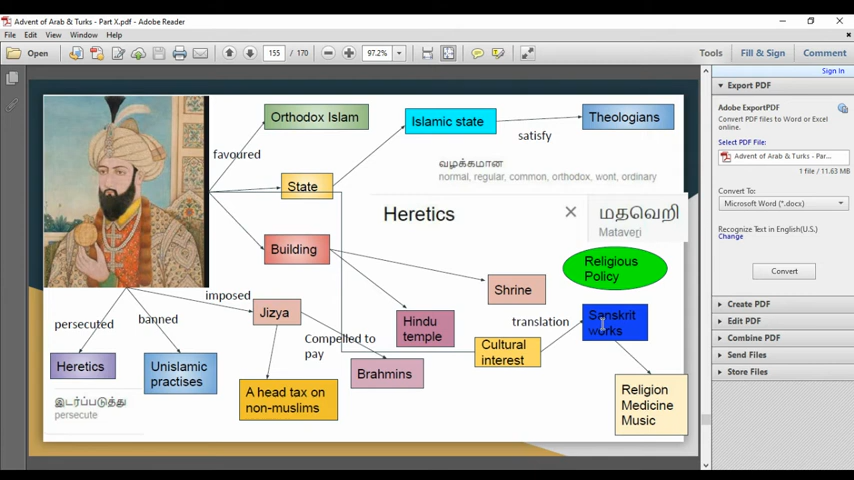 Advent of Arab & Turks - Part X.pdf - Adobe Reader
File Edit View Window Help
Open
155 / 170
97.2%
Tools
Fill & Sign
Comment
Sign In
Export PDF
Adobe ExportPDF
Convert PDF files to Word or Excel
online.
Select PDF File:
Advent of Arab & Turks - Par...
1 file / 11.63 MB
Convert To:
Microsoft Word (*.docx)
Recognize Text in English(U.S.)
Change
Convert
Create PDF
Edit PDF
Combine PDF
Send Files
Store Files
Orthodox Islam
Islamic state
Theologians
favoured
satisfy
வழக்கமான
normal, regular, common, orthodox, wont, ordinary
State
Heretics
மதவெறி
Mataveṟi
Building
Religious
Policy
imposed
Shrine
Jizya
persecuted
banned
Hindu
temple
translation
Sanskrit
works
Compelled to
pay
Cultural
interest
Heretics
Unislamic
practises
Brahmins
A head tax on
non-muslims
Religion
Medicine
Music
இடர்ப்படுத்து
persecute